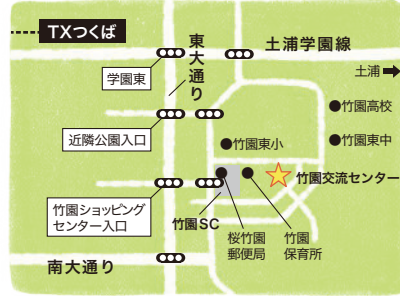 TXつくば
東大通り
土浦学園線
土浦
学園東
竹園高校
近隣公園入口
竹園東小
竹園東中
竹園交流センター
竹園ショッピング
センター入口
竹園SC
桜竹園
郵便局
竹園
保育所
南大通り